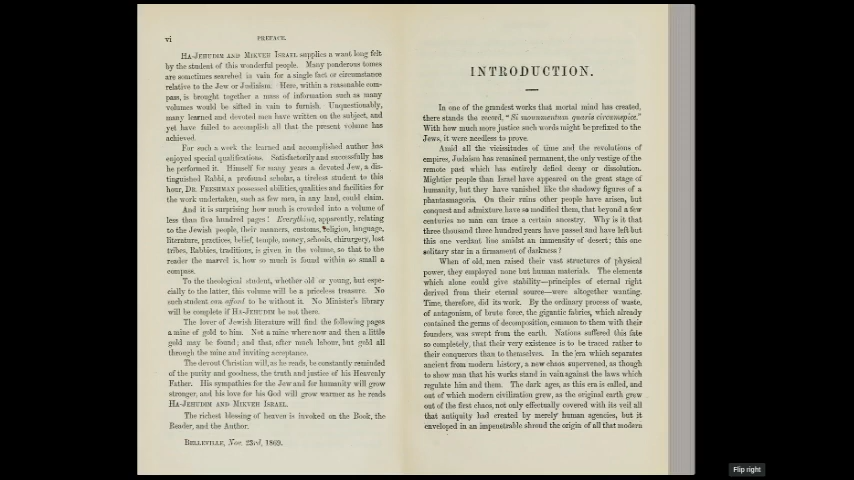 vi
PREFACE.
HA-JEHUDIM AND MIKVEH ISRAEL supplies a want long felt
by the student of this wonderful people. Many ponderous tomes
are sometimes searched in vain for a single fact or circumstance
relative to the Jew or Judaism. Here, within a reasonable com-
pass, is brought together a mass of information such as many
volumes would be sifted in vain to furnish. Unquestionably,
many learned and devoted men have written on the subject, and
yet have failed to accomplish all that the present volume has
achieved.
For such a work the learned and accomplished author has
enjoyed special qualifications. Satisfactorily and successfully has
he performed it. Himself for many years a devoted Jew, a dis-
tinguished Rabbi, a profound scholar, a tireless student to this
hour, DR. FRESHMAN possessed abilities, qualities and facilities for
the work undertaken, such as few men, in any land, could claim.
And it is surprising how much is crowded into a volume of
less than five hundred pages! Everything, apparently, relating
to the Jewish people, their manners, customs, religion, language,
literature, practices, belief, temple, money, schools, chirurgery, lost
tribes, Rabbies, traditions, is given in the volume, so that to the
reader the marvel is, how so much is found within so small a
compass.
To the theological student, whether old or young, but espe-
cially to the latter, this volume will be a priceless treasure. No
such student can afford to be without it. No Minister's library
will be complete if HA-JEHUDIM be not there.
The lover of Jewish literature will find the following pages
a mine of gold to him. Not a mine where now and then a little
gold may be found; and that, after much labour, but gold all
through the mine and inviting acceptance.
The devout Christian will, as he reads, be constantly reminded
of the purity and goodness, the truth and justice of his Heavenly
Father. His sympathies for the Jew and for humanity will grow
stronger, and his love for his God will grow warmer as he reads
HA-JEHUDIM AND MIKVEH ISRAEL.
The richest blessing of heaven is invoked on the Book, the
Reader, and the Author.
BELLEVILLE, Nov. 23rd, 1869.
INTRODUCTION.
In one of the grandest works that mortal mind has created,
there stands the record, "Si monumentum quæris circumspice."
With how much more justice such words might be prefixed to the
Jews, it were needless to prove.
Amid all the vicissitudes of time and the revolutions of
empires, Judaism has remained permanent, the only vestige of the
remote past which has entirely defied decay or dissolution.
Mightier people than Israel have appeared on the great stage of
humanity, but they have vanished like the shadowy figures of a
phantasmagoria. On their ruins other people have arisen, but
conquest and admixture have so modified them, that beyond a few
centuries no man can trace a certain ancestry. Why is it that
three thousand three hundred years have passed and have left but
this one verdant line amidst an immensity of desert; this one
solitary star in a firmament of darkness?
When of old, men raised their vast structures of physical
power, they employed none but human materials. The elements
which alone could give stability—principles of eternal right
derived from their eternal source—were altogether wanting.
Time, therefore, did its work. By the ordinary process of waste,
of antagonism, of brute force, the gigantic fabrics, which already
contained the germs of decomposition, common to them with their
founders, was swept from the earth. Nations suffered this fate
so completely, that their very existence is to be traced rather to
their conquerors than to themselves. In the era which separates
ancient from modern history, a new chaos supervened, as though
to shew man that his works stand in vain against the laws which
regulate him and them. The dark ages, as this era is called, and
out of which modern civilization grew, as the original earth grew
out of the first chaos, not only effectually covered with its veil all
that antiquity had created by merely human agencies, but it
enveloped in an impenetrable shroud the origin of all that modern
Flip right